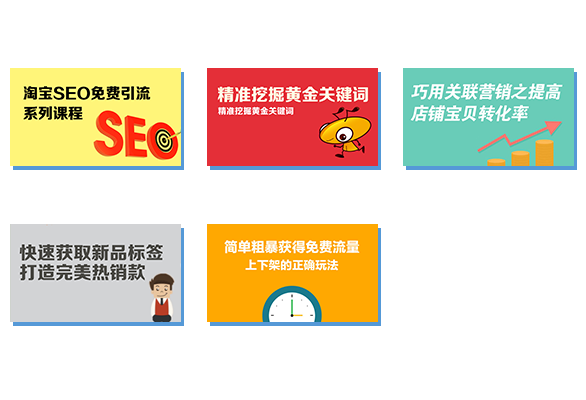 淘宝SEO免费引流
系列课程
SEO
精准挖掘黄金关键词
精准挖掘黄金关键词
巧用关联营销之提高
店铺宝贝转化率
快速获取新品标签
打造完美热销款
简单粗暴获得免费流量
上下架的正确玩法